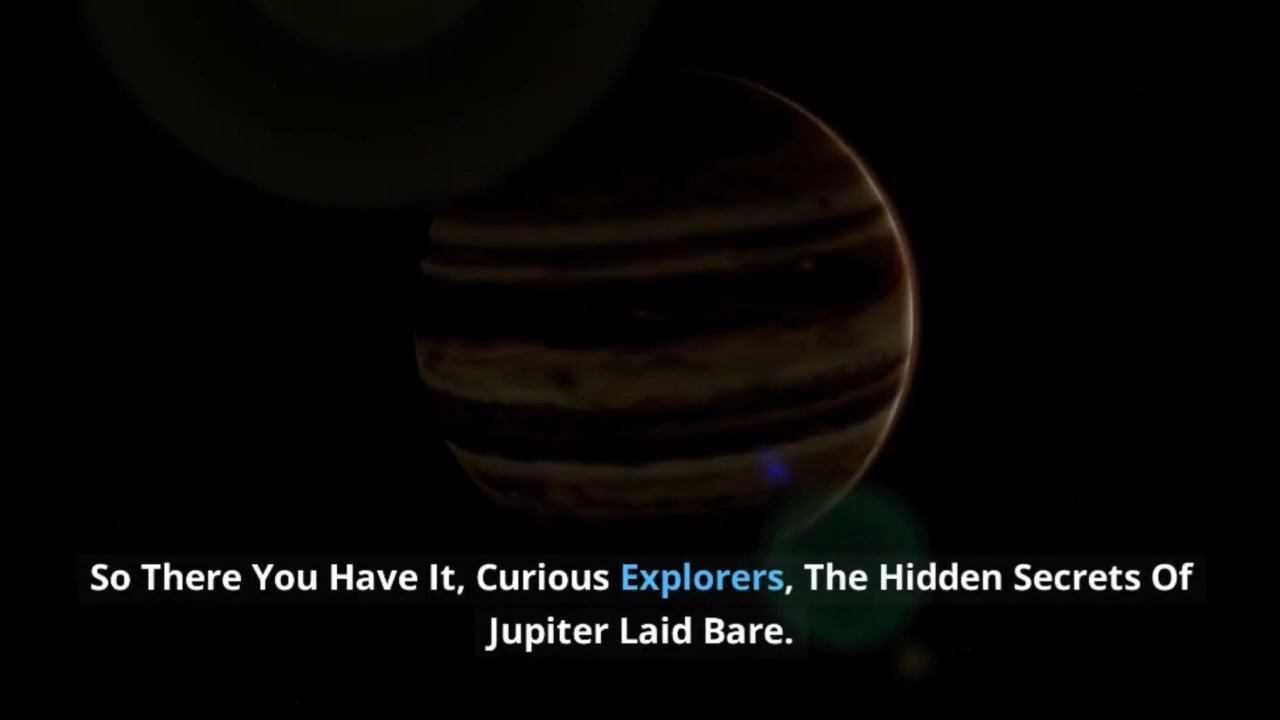 So There You Have It, Curious Explorers, The Hidden Secrets Of
Jupiter Laid Bare.